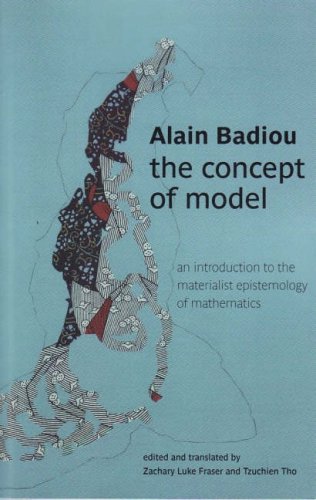 Alain Badiou
the concept
of model
an introduction to the
materialist epistemology
of mathematics
edited and translated by
Zachary Luke Fraser and Tzuchien Tho